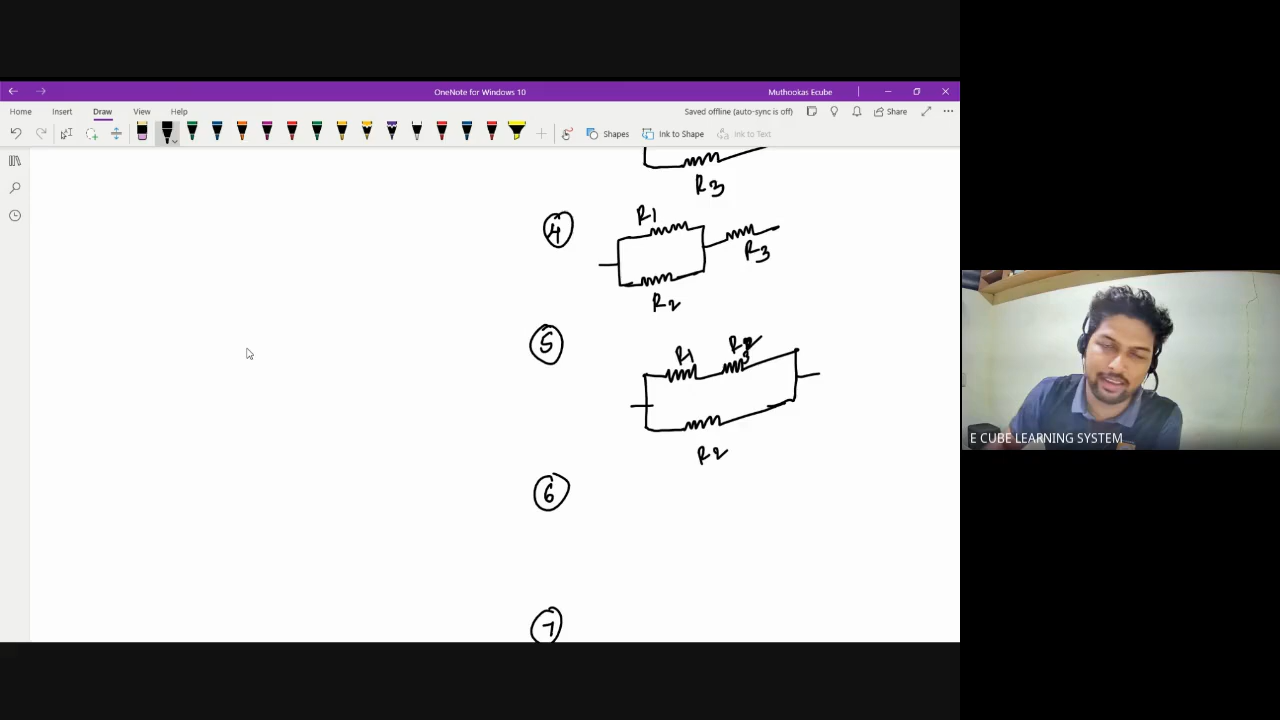 OneNote for Windows 10
Muthookas Ecube
Home Insert Draw View Help
Saved offline (auto-sync is off)
Share
Shapes
Ink to Shape
Ink to Text
R3
4
R1
R3
R2
5
R1
R3
R2
6
7
E CUBE LEARNING SYSTEM